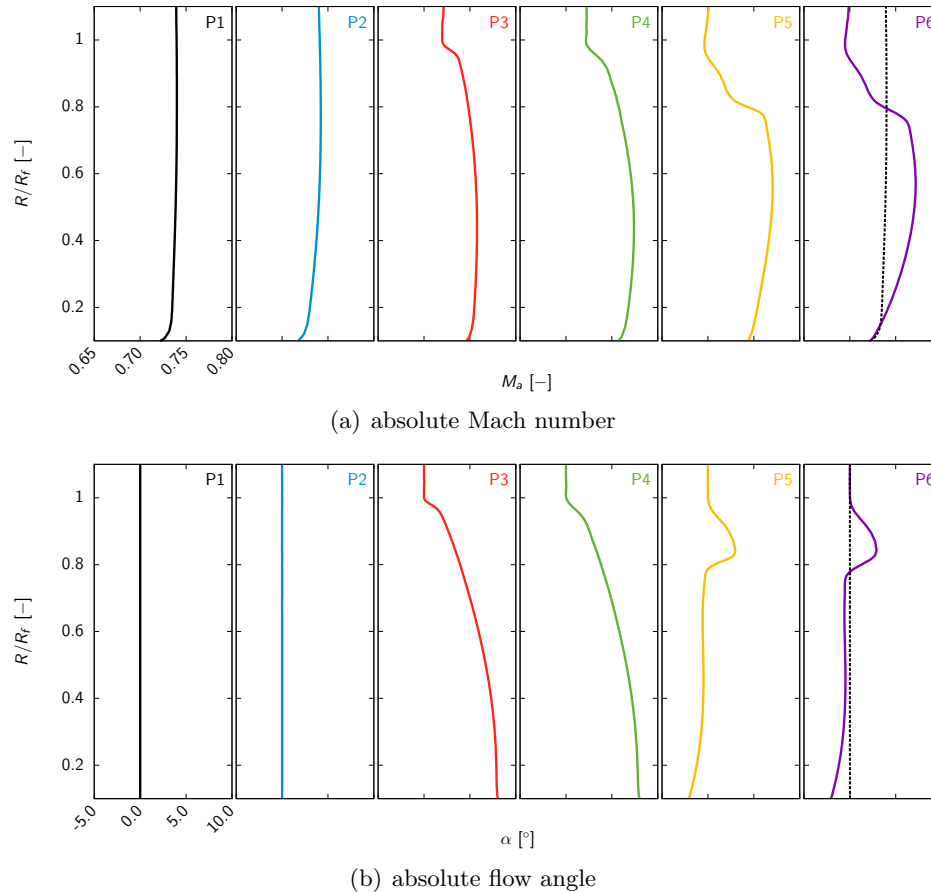 P1 P2 P3 P4 P5 P6
1
0.8
0.6
0.4
0.2
R/R_f [−]
0.65 0.70 0.75 0.80
M_a [−]
(a) absolute Mach number
P1 P2 P3 P4 P5 P6
1
0.8
0.6
0.4
0.2
R/R_f [−]
-5.0 0.0 5.0 10.0
α [°]
(b) absolute flow angle